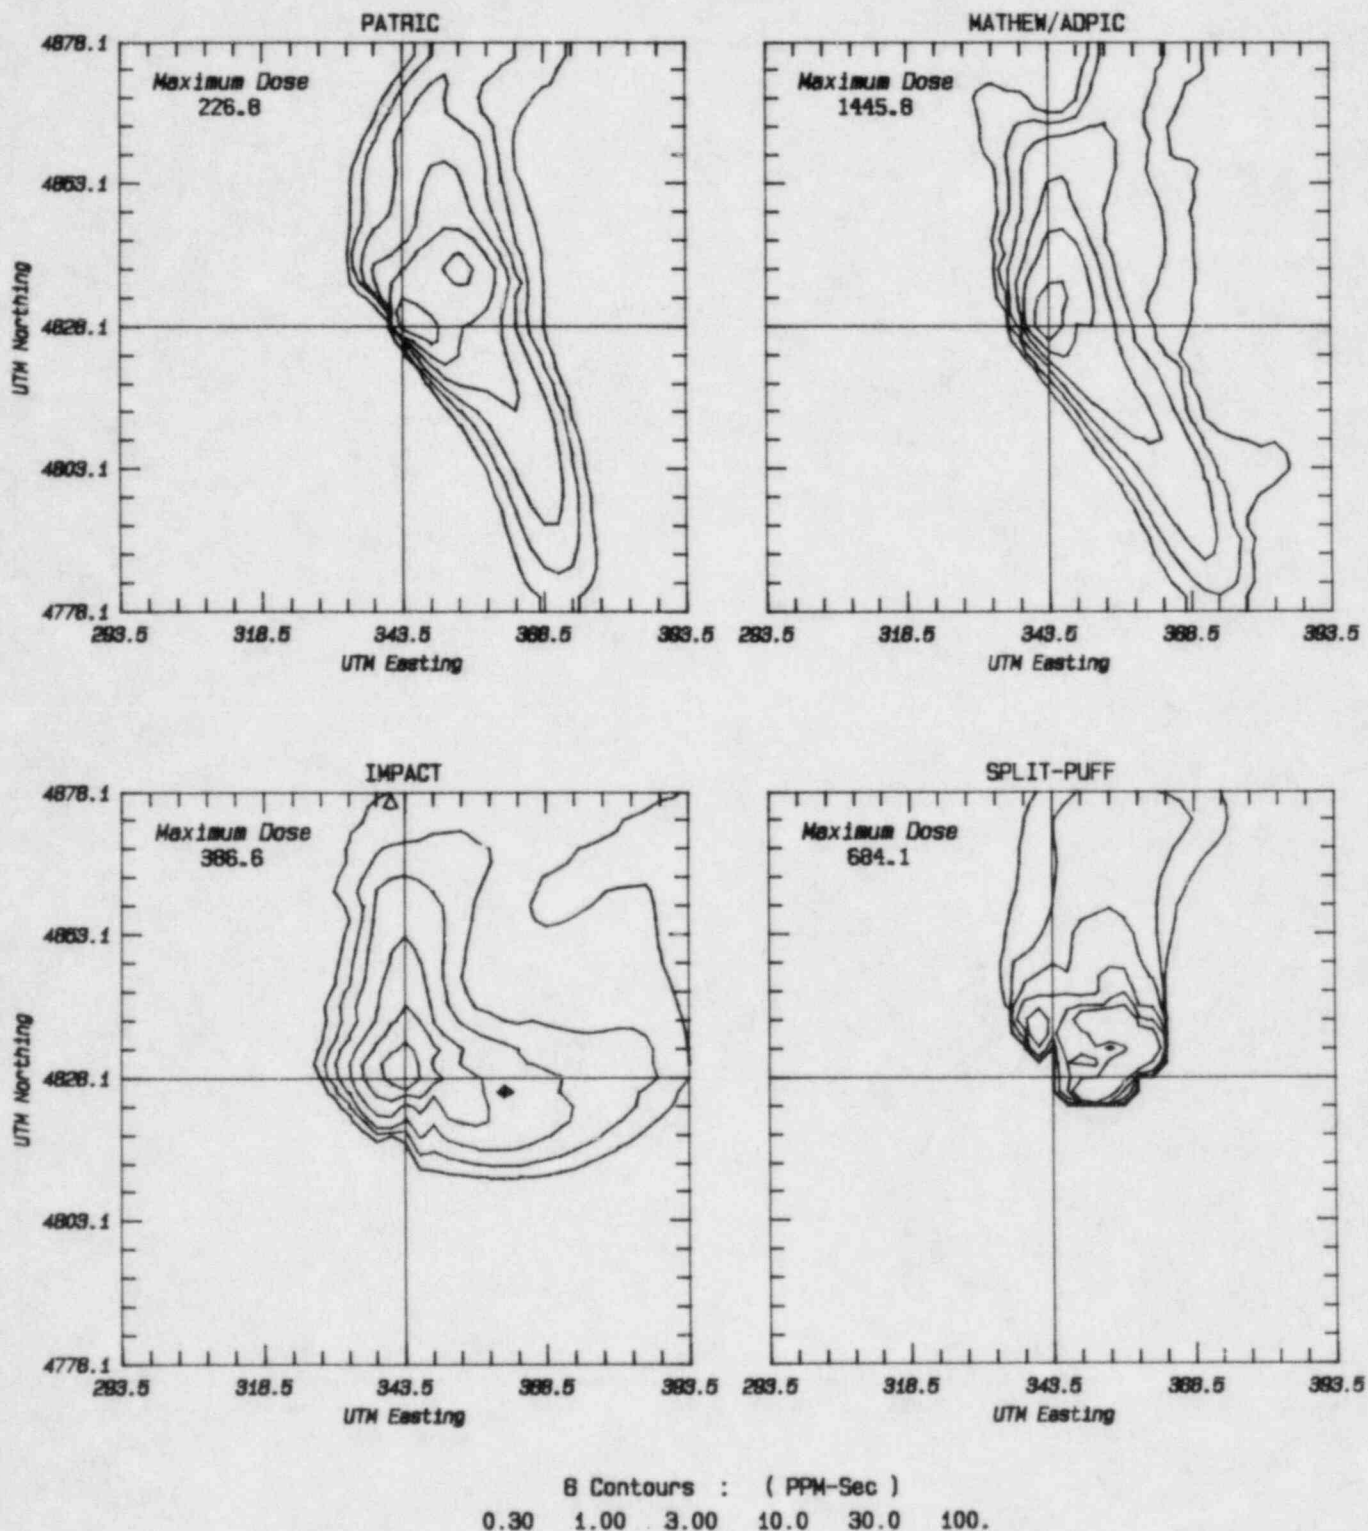 PATRIC
4878.1
Maximum Dose
226.8
4853.1
4828.1
4803.1
4778.1
UTM Northing
293.5 318.5 343.5 368.5 393.5
UTM Easting
MATHEW/ADPIC
Maximum Dose
1445.8
293.5 318.5 343.5 368.5 393.5
UTM Easting
IMPACT
4878.1
Maximum Dose
386.6
4853.1
4828.1
4803.1
4778.1
UTM Northing
293.5 318.5 343.5 368.5 393.5
UTM Easting
SPLIT-PUFF
Maximum Dose
684.1
293.5 318.5 343.5 368.5 393.5
UTM Easting
6 Contours : ( PPM-Sec )
0.30 1.00 3.00 10.0 30.0 100.